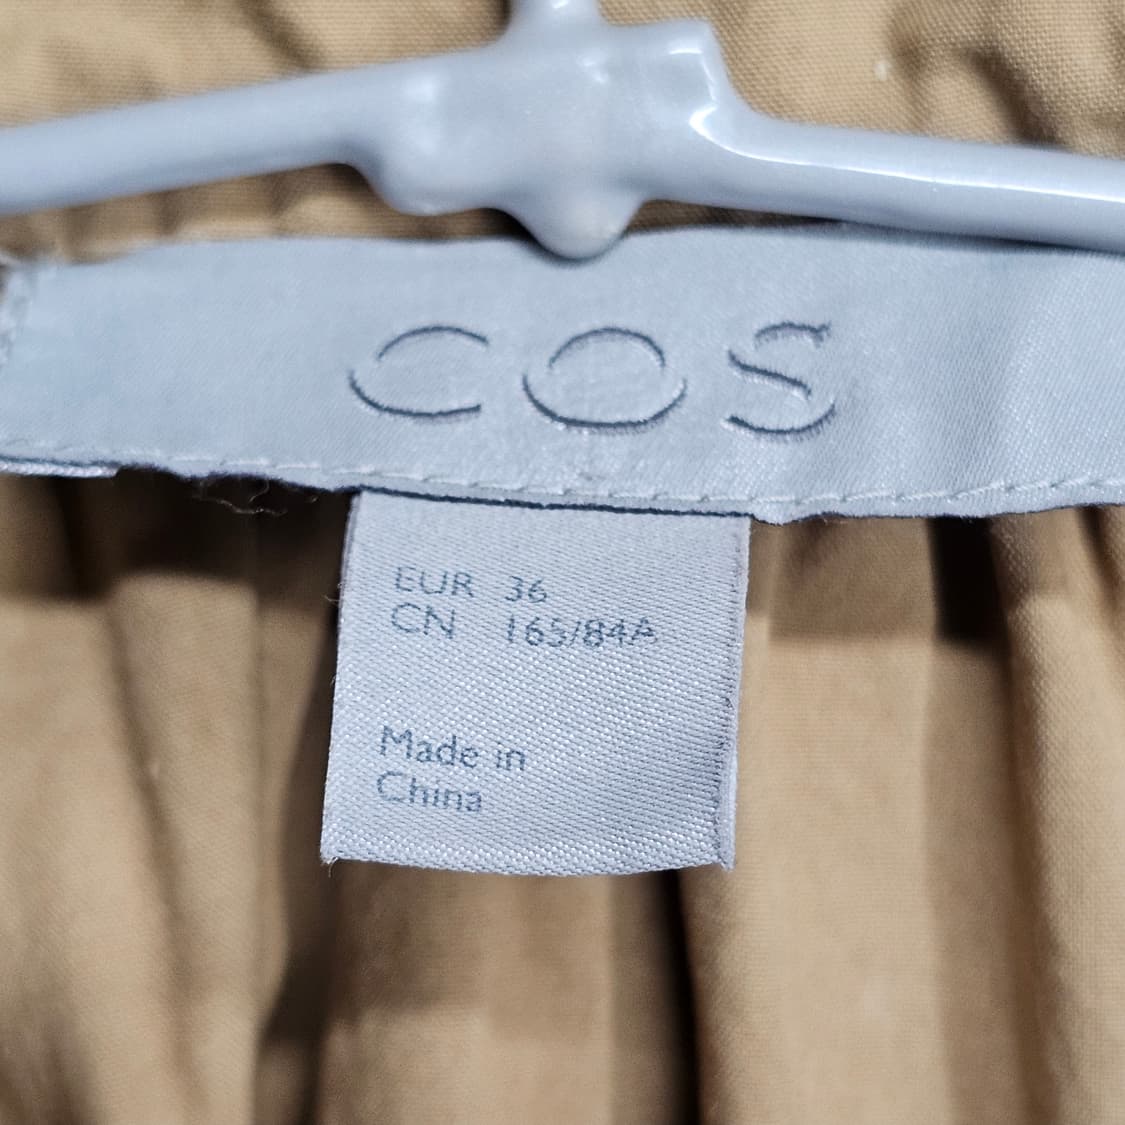 COS
EUR 36
CN 165/84A
Made in
China